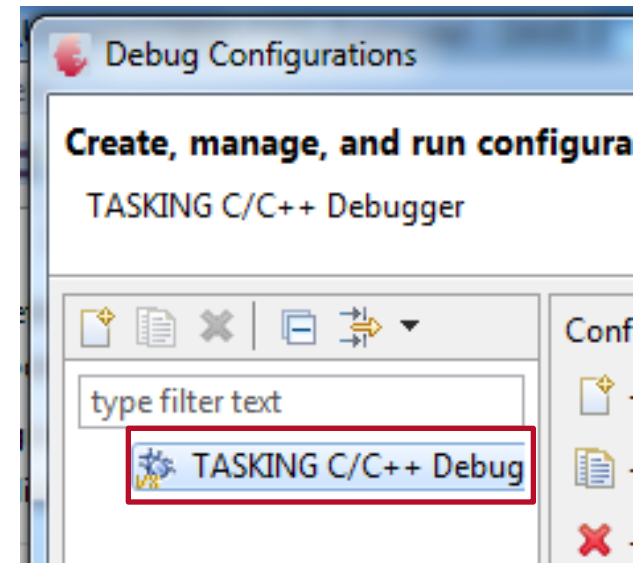 Debug Configurations
Create, manage, and run configura
TASKING C/C++ Debugger
Conf
type filter text
TASKING C/C++ Debug